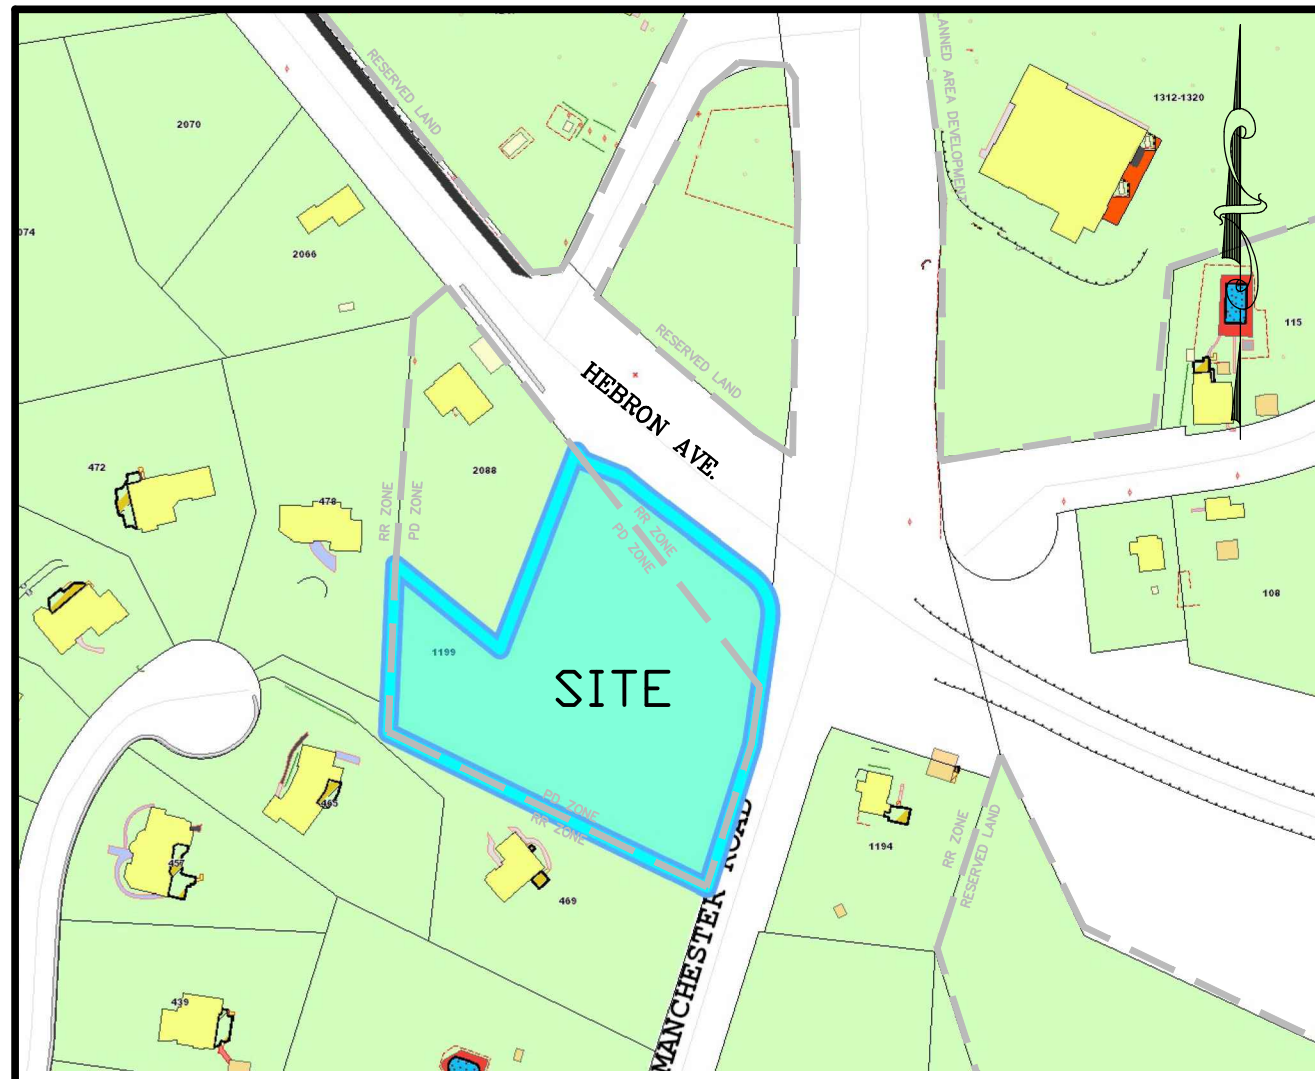 RESERVED LAND
ANNED AREA DEVELOPMENT
1312-1320
2070
074
2066
115
RESERVED LAND
HEBRON AVE.
472
478
2088
RR ZONE
PD ZONE
RR ZONE
PD ZONE
108
1199
SITE
465
PD ZONE
RR ZONE
MANCHESTER ROAD
1194
RR ZONE
RESERVED LAND
457
469
439